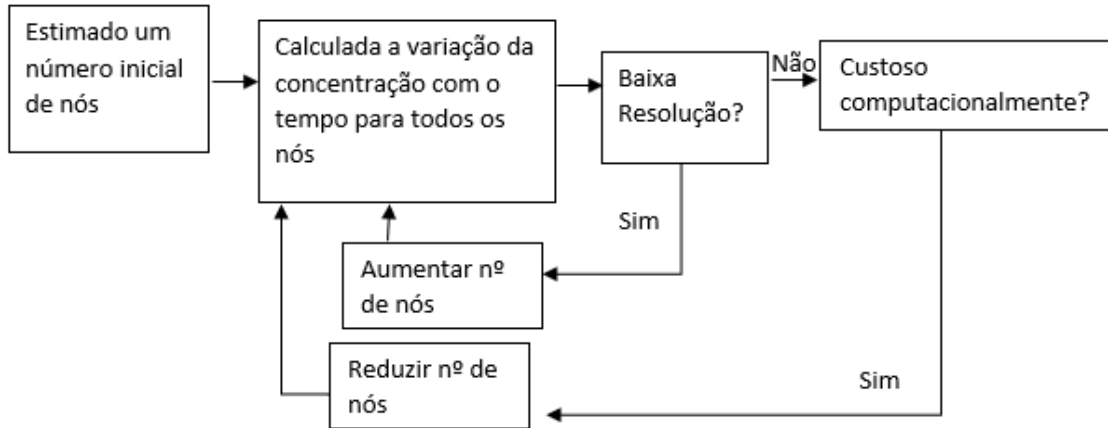 Estimado um
número inicial
de nós
Calculada a variação da
concentração com o
tempo para todos os
nós
Baixa
Resolução?
Não
Custoso
computacionalmente?
Sim
Aumentar nº
de nós
Reduzir nº de
nós
Sim